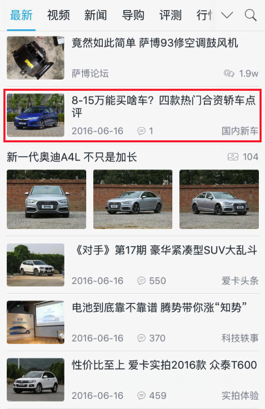 最新 视频 新闻 导购 评测 行情
竟然如此简单 萨博93修空调鼓风机
萨博论坛 1.9w
8-15万能买啥车？四款热门合资轿车点
评
2016-06-16 1 国内新车
新一代奥迪A4L 不只是加长 104
《对手》第17期 豪华紧凑型SUV大乱斗
2016-06-16 550 爱卡头条
电池到底靠不靠谱 腾势带你涨“知势”
2016-06-16 370 科技轶事
性价比至上 爱卡实拍2016款 众泰T600
2016-06-16 459 实拍体验